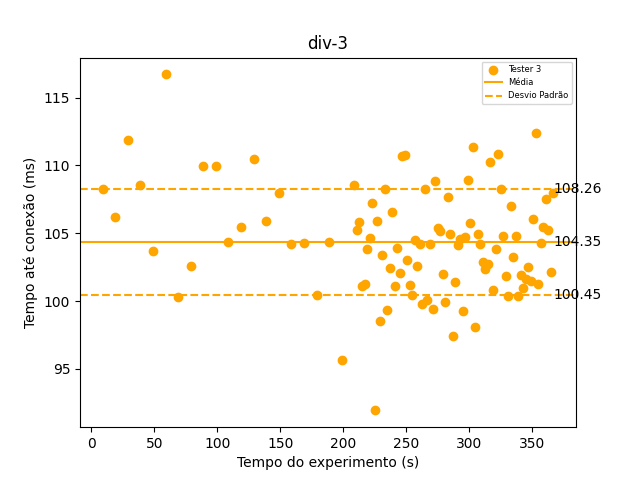 div-3
Tester 3
Média
Desvio Padrão
115
110
105
100
95
108.26
104.35
100.45
Tempo até conexão (ms)
0 50 100 150 200 250 300 350
Tempo do experimento (s)